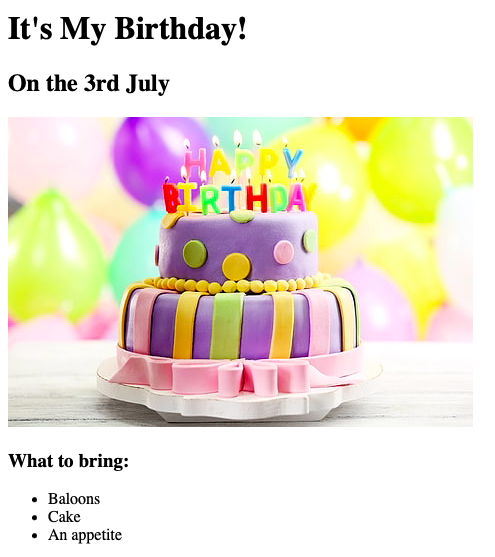 It's My Birthday!
On the 3rd July
HAPPY
BIRTHDAY
What to bring:
Baloons
Cake
An appetite